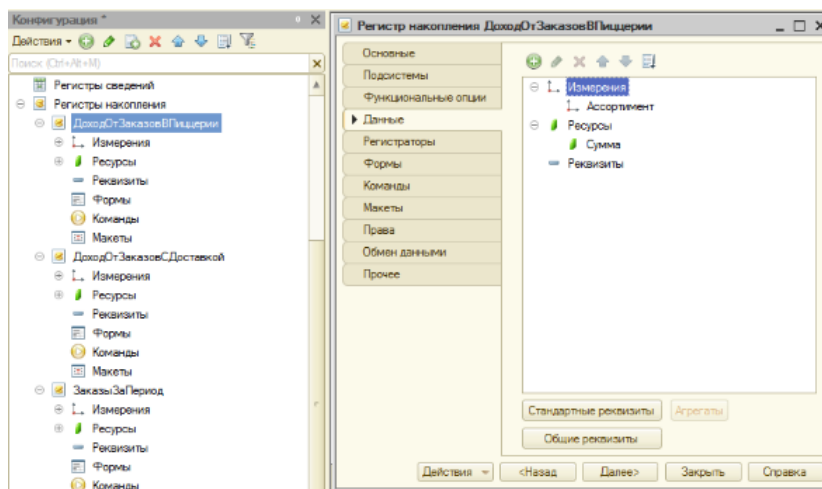 Конфигурация *
Действия
Поиск (Ctrl+Alt+M)
Регистры сведений
Регистры накопления
ДоходОтЗаказовВПиццерии
Измерения
Ресурсы
Реквизиты
Формы
Команды
Макеты
ДоходОтЗаказовСДоставкой
Измерения
Ресурсы
Реквизиты
Формы
Команды
Макеты
ЗаказыЗаПериод
Измерения
Ресурсы
Реквизиты
Формы
Команды
Регистр накопления ДоходОтЗаказовВПиццерии
Основные
Подсистемы
Функциональные опции
Данные
Регистраторы
Формы
Команды
Макеты
Права
Обмен данными
Прочее
Измерения
Ассортимент
Ресурсы
Сумма
Реквизиты
Стандартные реквизиты Агрегаты
Общие реквизиты
Действия <Назад Далее> Закрыть Справка